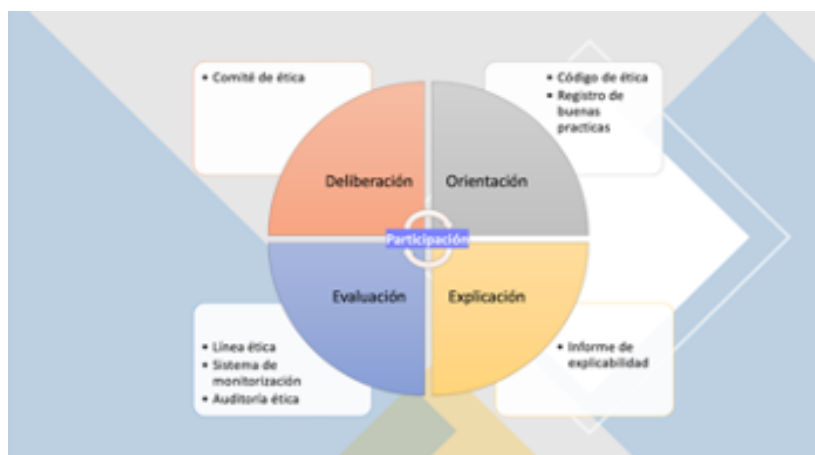 • Comité de ética
• Código de ética
• Registro de
buenas
practicas
Deliberación
Orientación
Participación
Evaluación
Explicación
• Línea ética
• Sistema de
monitorización
• Auditoría ética
• Informe de
explicabilidad